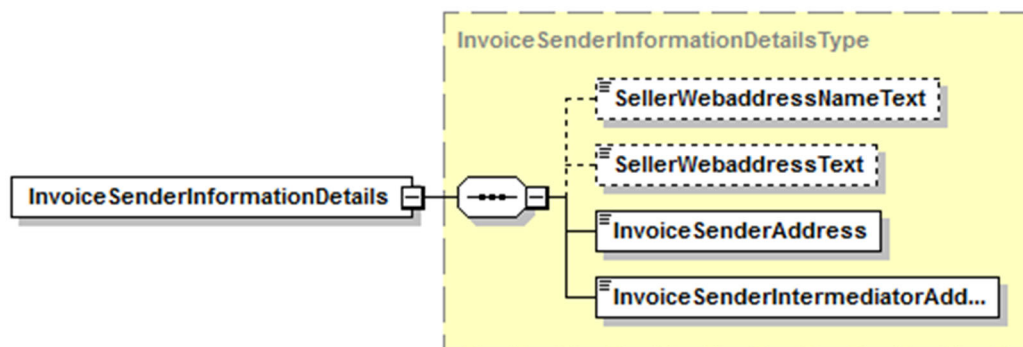 InvoiceSenderInformationDetailsType
SellerWebaddressNameText
SellerWebaddressText
InvoiceSenderInformationDetails
InvoiceSenderAddress
InvoiceSenderIntermediatorAdd...